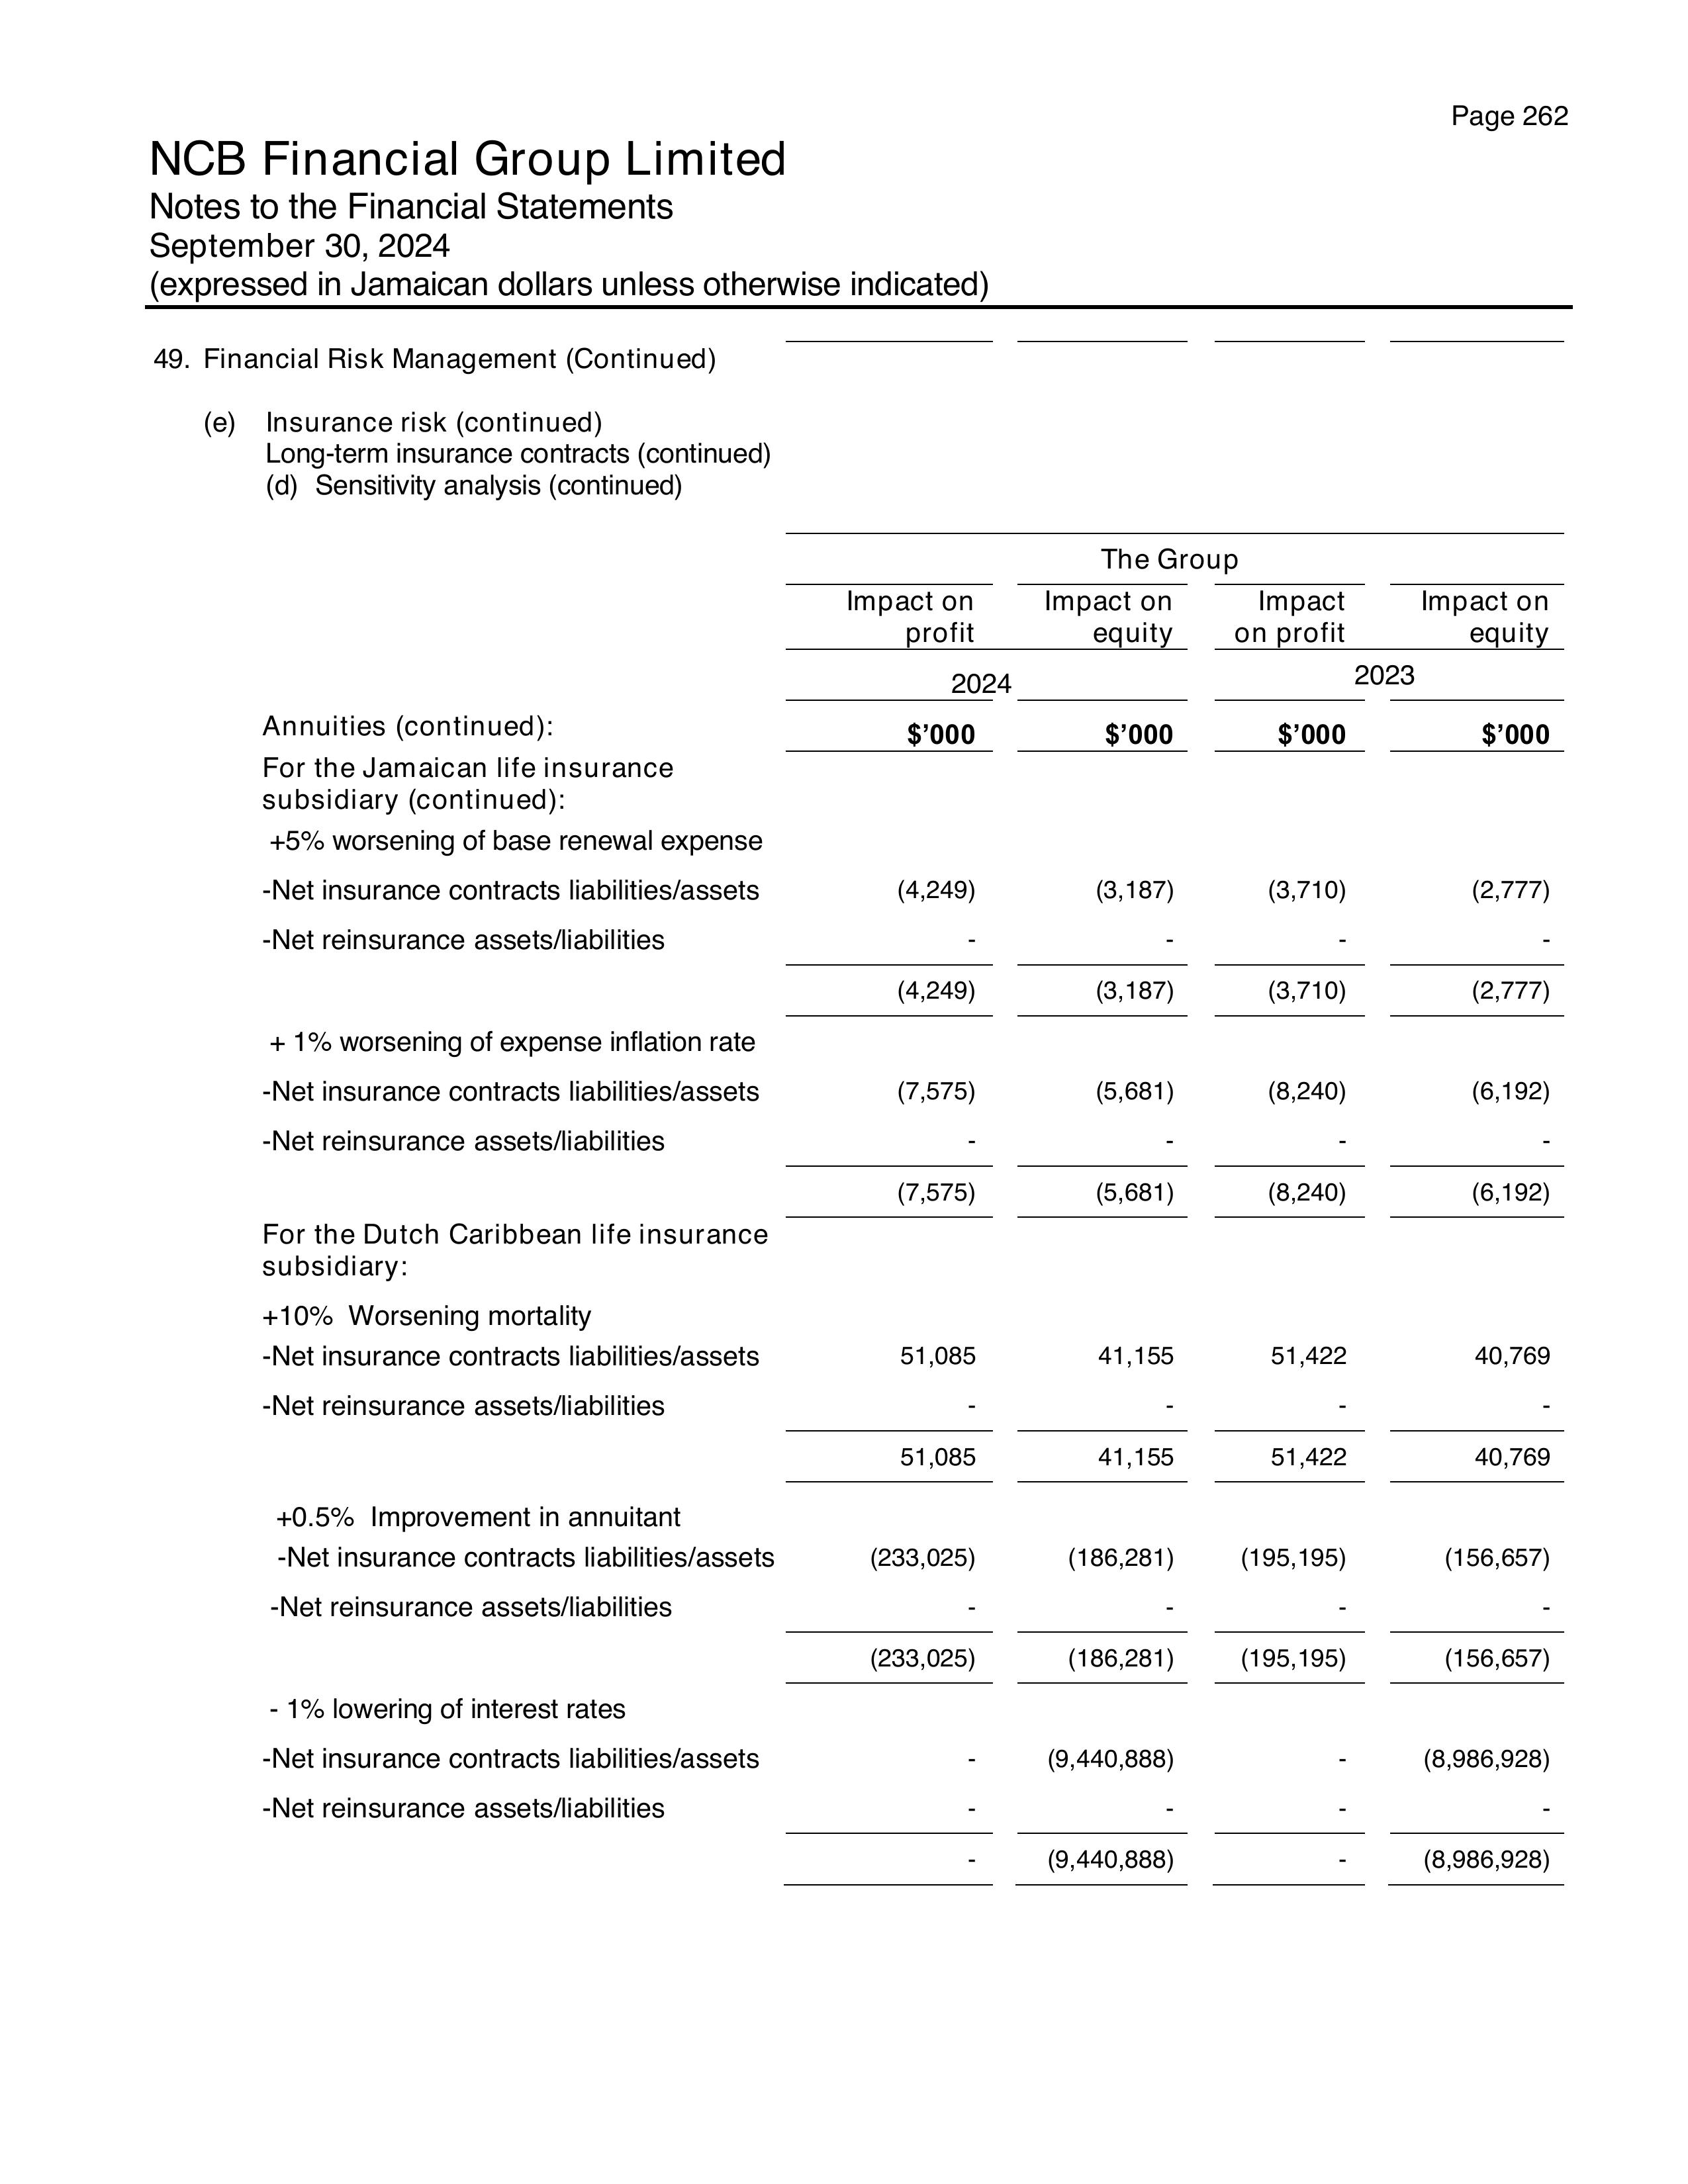 Page 262
NCB Financial Group Limited
Notes to the Financial Statements
September 30, 2024
(expressed in Jamaican dollars unless otherwise indicated)
49. Financial Risk Management (Continued)
(e) Insurance risk (continued)
Long-term insurance contracts (continued)
(d) Sensitivity analysis (continued)
The Group
Impact on profit Impact on equity Impact on profit Impact on equity
2024 2023
Annuities (continued): $’000 $’000 $’000 $’000
For the Jamaican life insurance
subsidiary (continued):
+5% worsening of base renewal expense
-Net insurance contracts liabilities/assets (4,249) (3,187) (3,710) (2,777)
-Net reinsurance assets/liabilities - - - -
(4,249) (3,187) (3,710) (2,777)
+ 1% worsening of expense inflation rate
-Net insurance contracts liabilities/assets (7,575) (5,681) (8,240) (6,192)
-Net reinsurance assets/liabilities - - - -
(7,575) (5,681) (8,240) (6,192)
For the Dutch Caribbean life insurance
subsidiary:
+10% Worsening mortality
-Net insurance contracts liabilities/assets 51,085 41,155 51,422 40,769
-Net reinsurance assets/liabilities - - - -
51,085 41,155 51,422 40,769
+0.5% Improvement in annuitant
-Net insurance contracts liabilities/assets (233,025) (186,281) (195,195) (156,657)
-Net reinsurance assets/liabilities - - - -
(233,025) (186,281) (195,195) (156,657)
- 1% lowering of interest rates
-Net insurance contracts liabilities/assets - (9,440,888) - (8,986,928)
-Net reinsurance assets/liabilities - - - -
- (9,440,888) - (8,986,928)